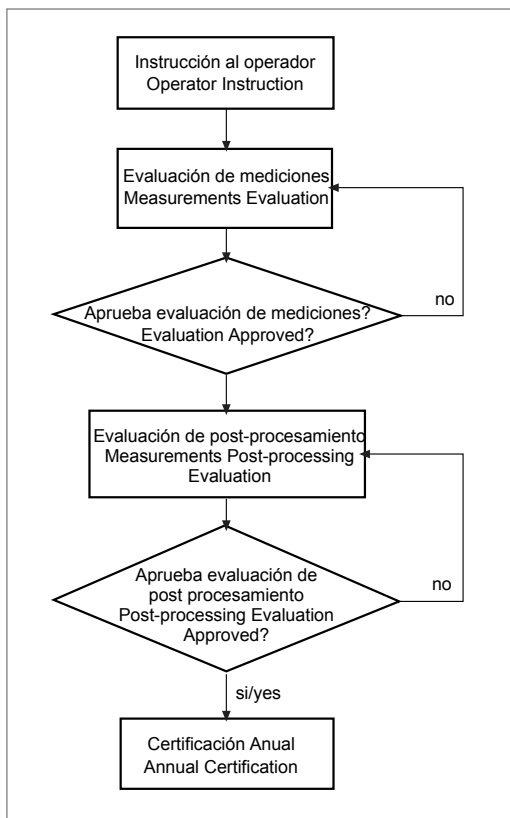 Instrucción al operador
Operator Instruction
Evaluación de mediciones
Measurements Evaluation
Aprueba evaluación de mediciones?
Evaluation Approved?
no
Evaluación de post-procesamiento
Measurements Post-processing
Evaluation
Aprueba evaluación de
post procesamiento
Post-processing Evaluation
Approved?
no
si/yes
Certificación Anual
Annual Certification